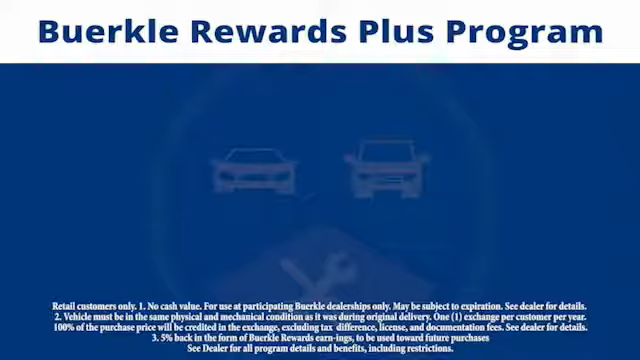 Buerkle Rewards Plus Program
Retail customers only. 1. No cash value. For use at participating Buerkle dealerships only. May be subject to expiration. See dealer for details.
2. Vehicle must be in the same physical and mechanical condition as it was during original delivery. One (1) exchange per customer per year.
100% of the purchase price will be credited in the exchange, excluding tax difference, license, and documentation fees. See dealer for details.
3. 5% back in the form of Buerkle Rewards earn-ings, to be used toward future purchases
See Dealer for all program details and benefits, including restrictions.